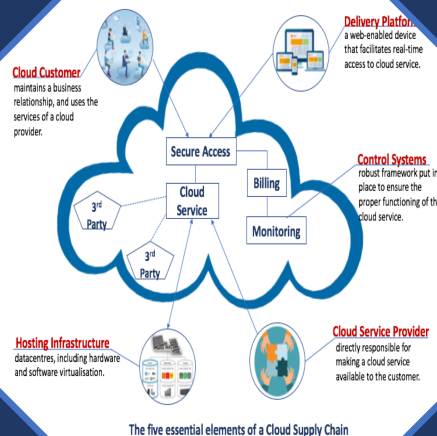 Delivery Platform
a web-enabled device
that facilitates real-time
access to cloud service.
Cloud Customer
maintains a business
relationship, and uses the
services of a cloud
provider.
Secure Access
Cloud
Service
Billing
Monitoring
3rd
Party
3rd
Party
Control Systems
robust framework put in
place to ensure the
proper functioning of the
cloud service.
Hosting Infrastructure
datacentres, including hardware
and software virtualisation.
Cloud Service Provider
directly responsible for
making a cloud service
available to the customer.
The five essential elements of a Cloud Supply Chain